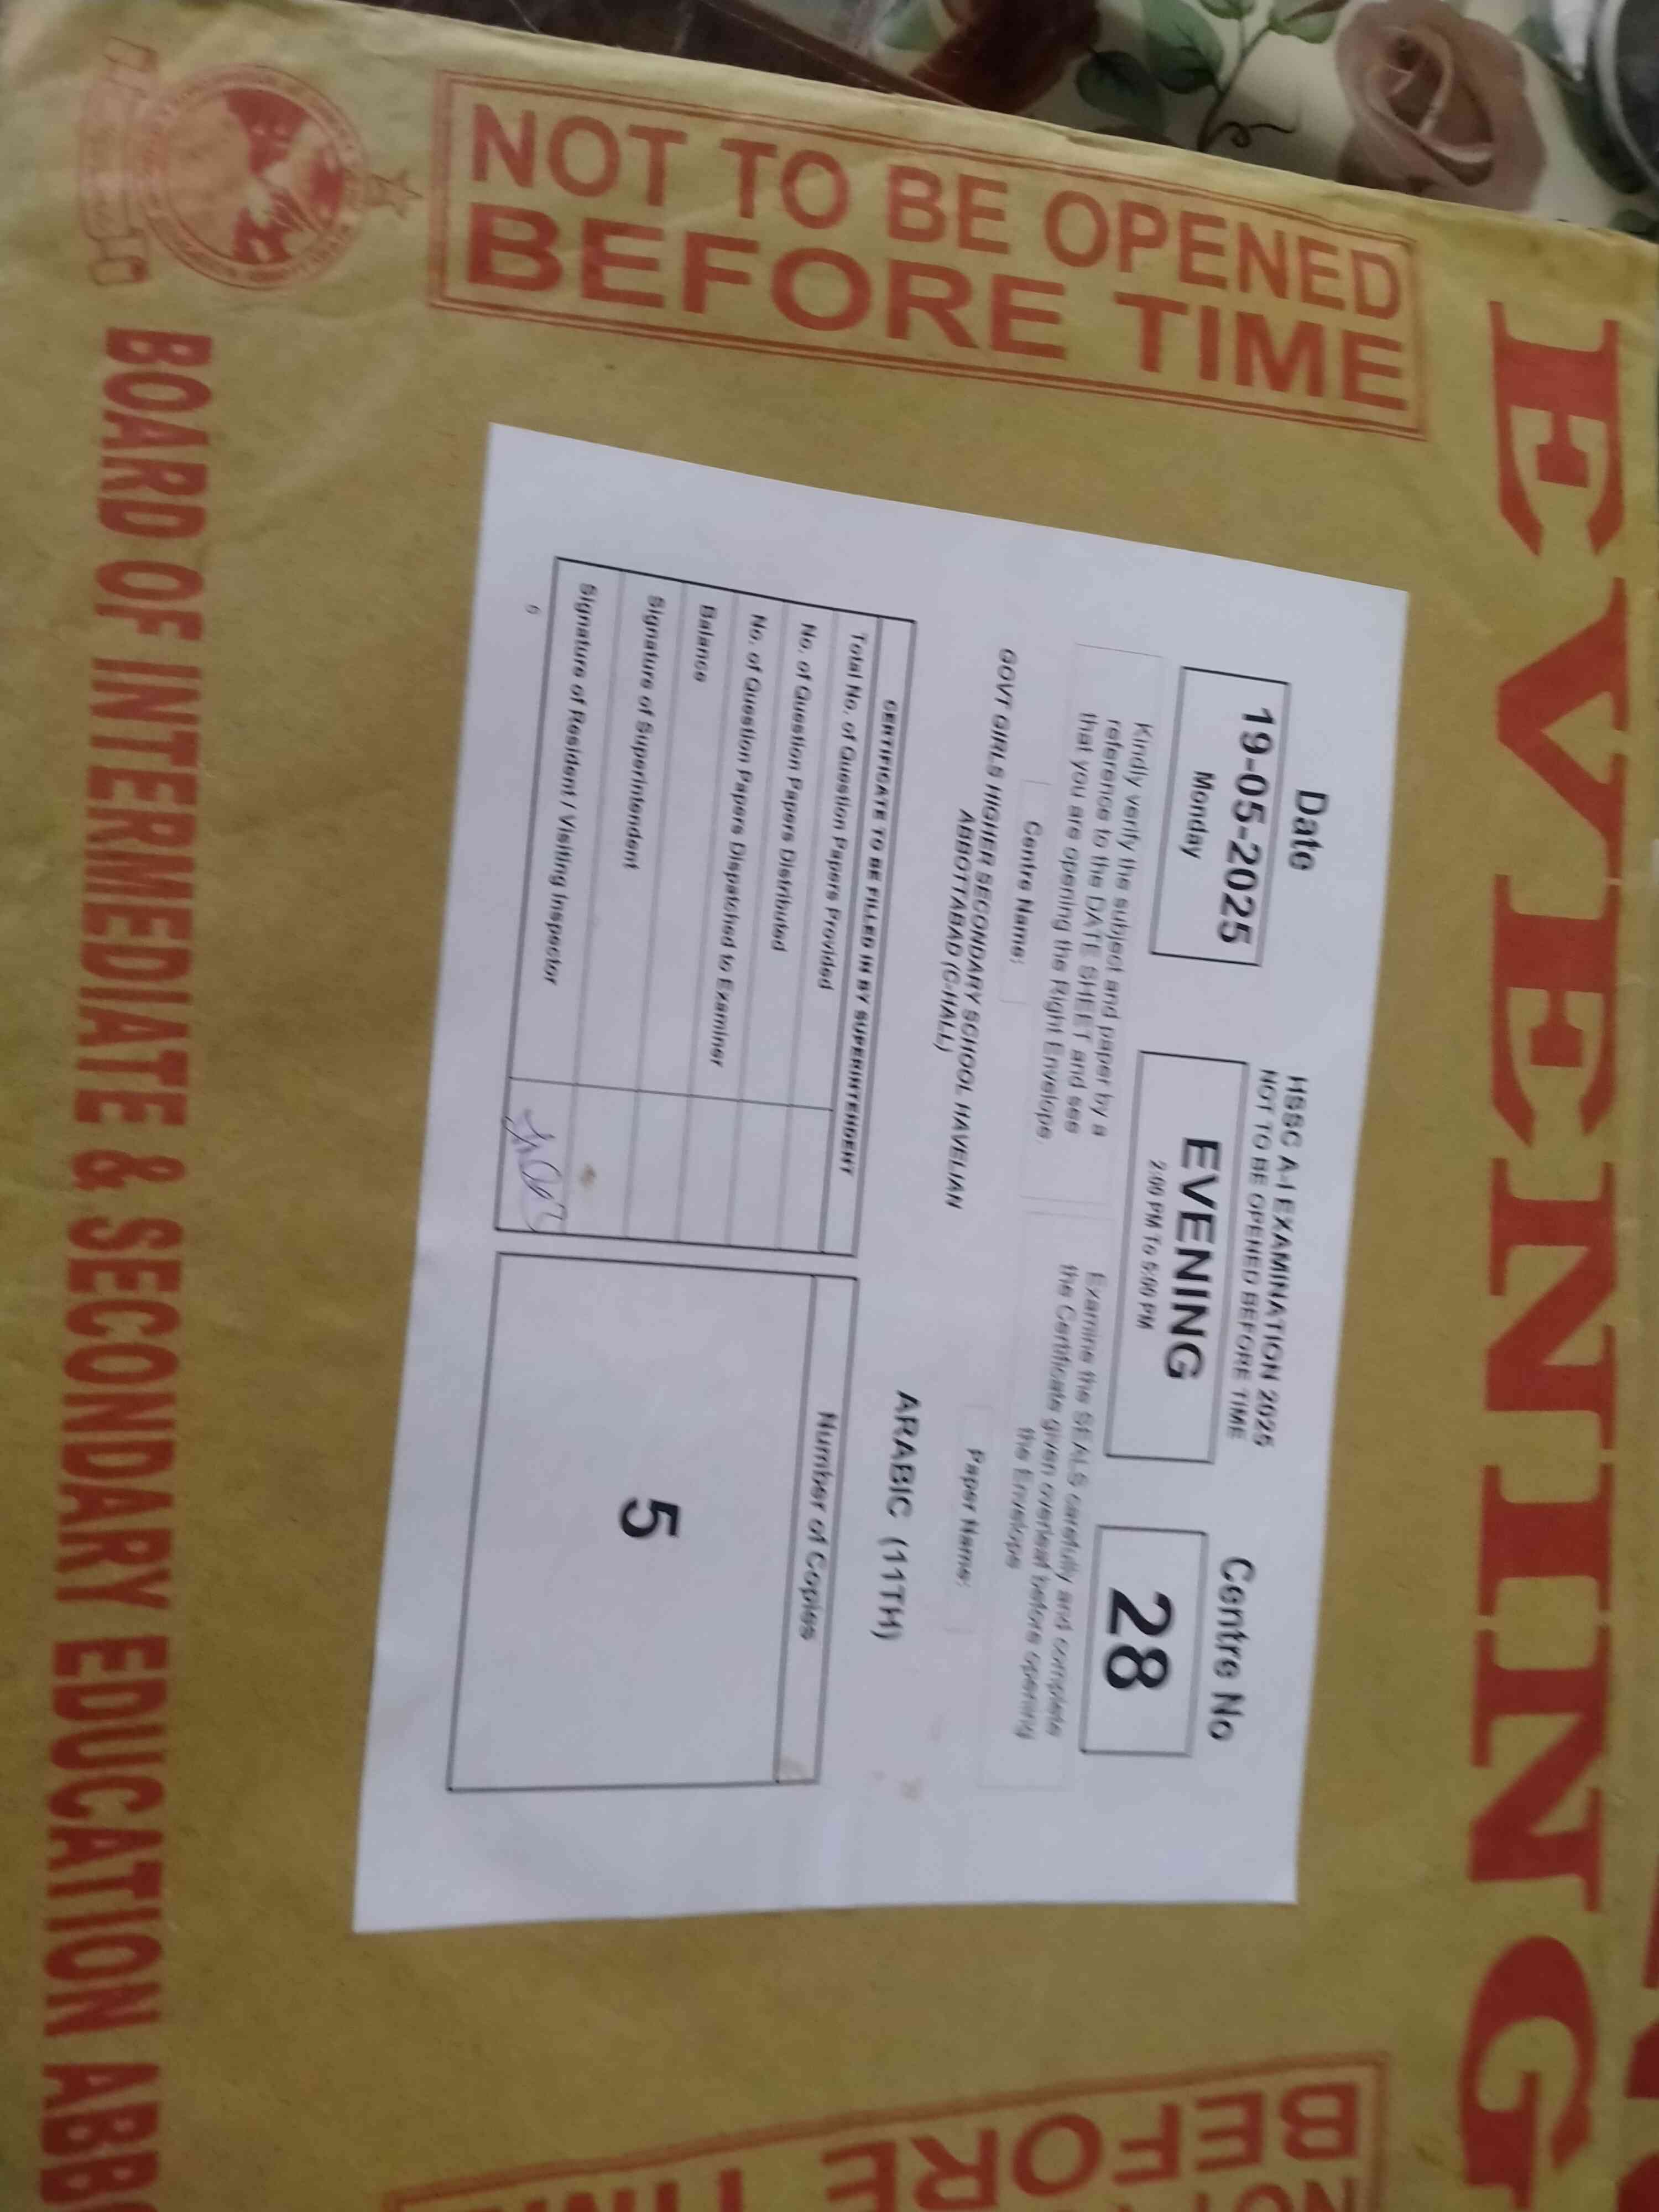 EVENING
NOT TO BE OPENED
BEFORE TIME
Date
19-05-2025
Monday
HSSC A-I EXAMINATION 2025
NOT TO BE OPENED BEFORE TIME
EVENING
2:00 PM To 5:00 PM
Centre No
28
Kindly verify the subject and paper by a
reference to the DATE SHEET and see
that you are opening the Right Envelope
Examine the SEALS carefully and complete
the Certificate given overleaf before opening
the Envelope
Centre Name:
GOVT GIRLS HIGHER SECONDARY SCHOOL HAVELIAN
ABBOTTABAD (C-HALL)
Paper Name:
ARABIC (11TH)
CERTIFICATE TO BE FILLED IN BY SUPERINTENDENT
Total No. of Question Papers Provided
No. of Question Papers Distributed
No. of Question Papers Dispatched to Examiner
Balance
Signature of Superintendent
Signature of Resident / Visiting Inspector
Number of Copies
5
BOARD OF INTERMEDIATE & SECONDARY EDUCATION ABB
BEFORE TIME